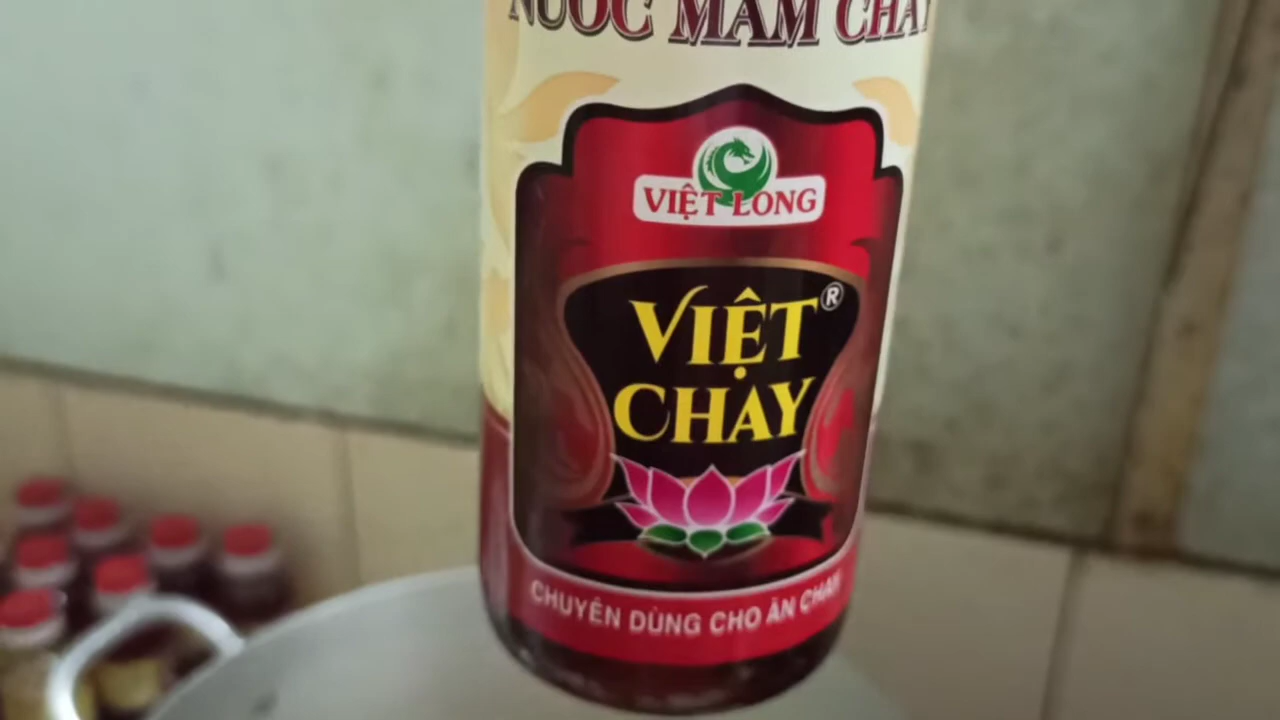 NƯỚC MẮM CHAY
VIỆT LONG
VIỆT
CHAY
®
CHUYÊN DÙNG CHO ĂN CHAY